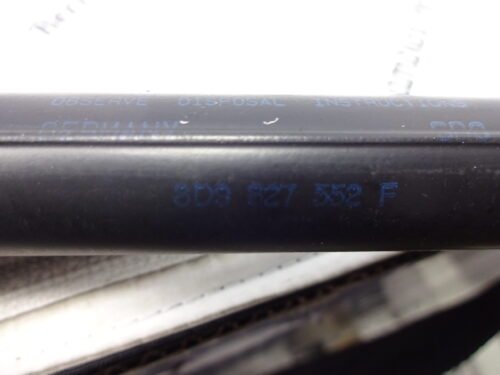 OBSERVE DISPOSAL INSTRUCTIONS
GERMANY
8D9 827 552 F